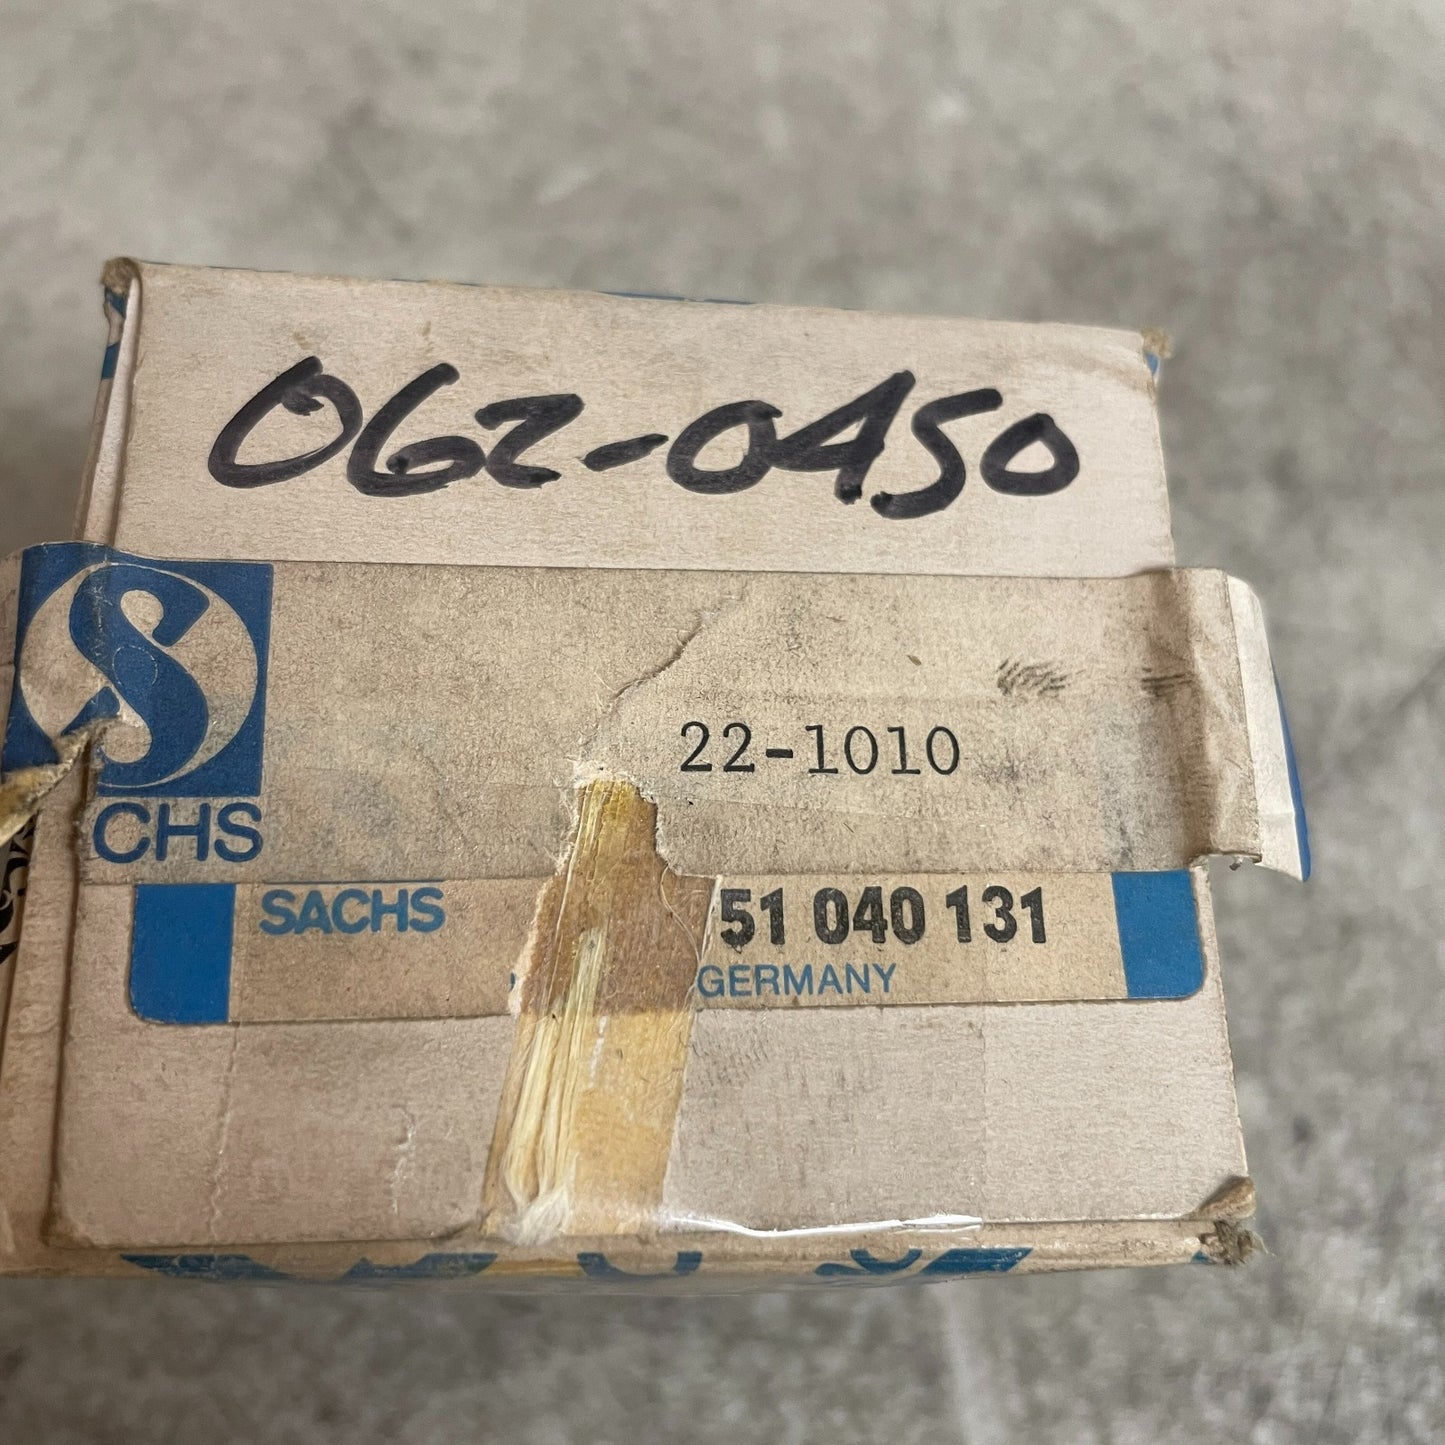 062-0450
22-1010
CHS
SACHS 51 040 131
GERMANY